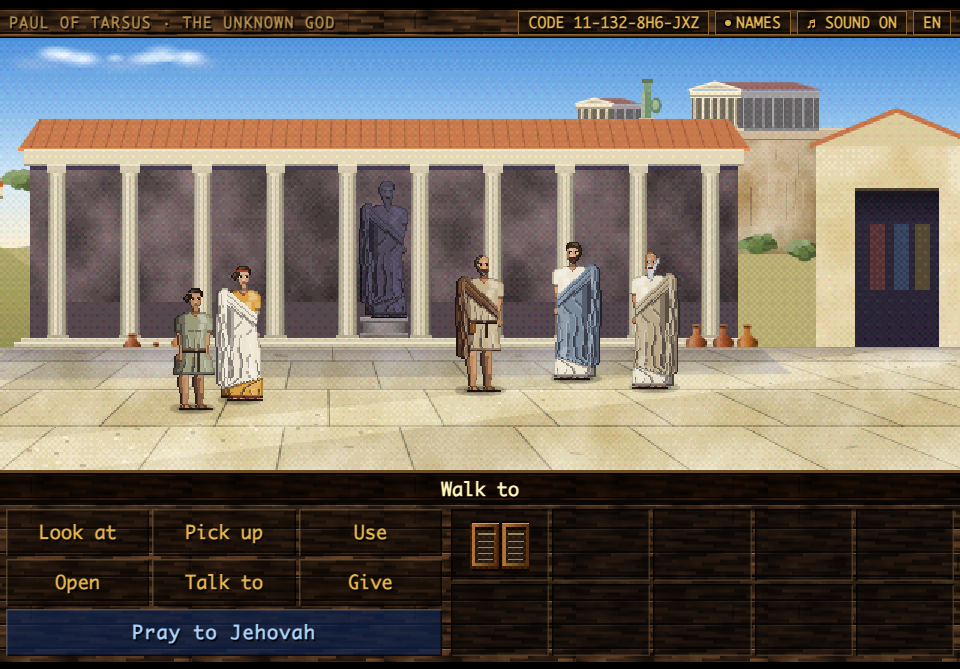 PAUL OF TARSUS · THE UNKNOWN GOD
CODE 11-132-8H6-JXZ
• NAMES
♬ SOUND ON
EN
Walk to
Look at
Pick up
Use
Open
Talk to
Give
Pray to Jehovah